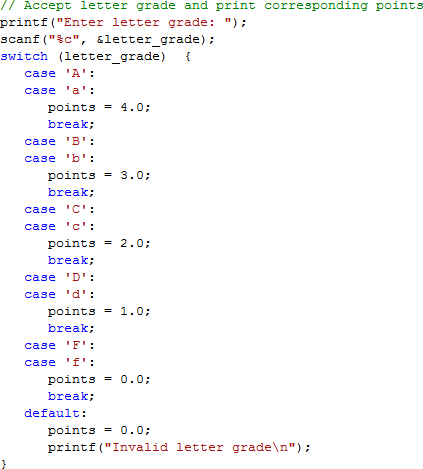 // Accept letter grade and print corresponding points
printf("Enter letter grade: ");
scanf("%c", &letter_grade);
switch (letter_grade)  {
   case 'A':
   case 'a':
      points = 4.0;
      break;
   case 'B':
   case 'b':
      points = 3.0;
      break;
   case 'C':
   case 'c':
      points = 2.0;
      break;
   case 'D':
   case 'd':
      points = 1.0;
      break;
   case 'F':
   case 'f':
      points = 0.0;
      break;
   default:
      points = 0.0;
      printf("Invalid letter grade\n");
}